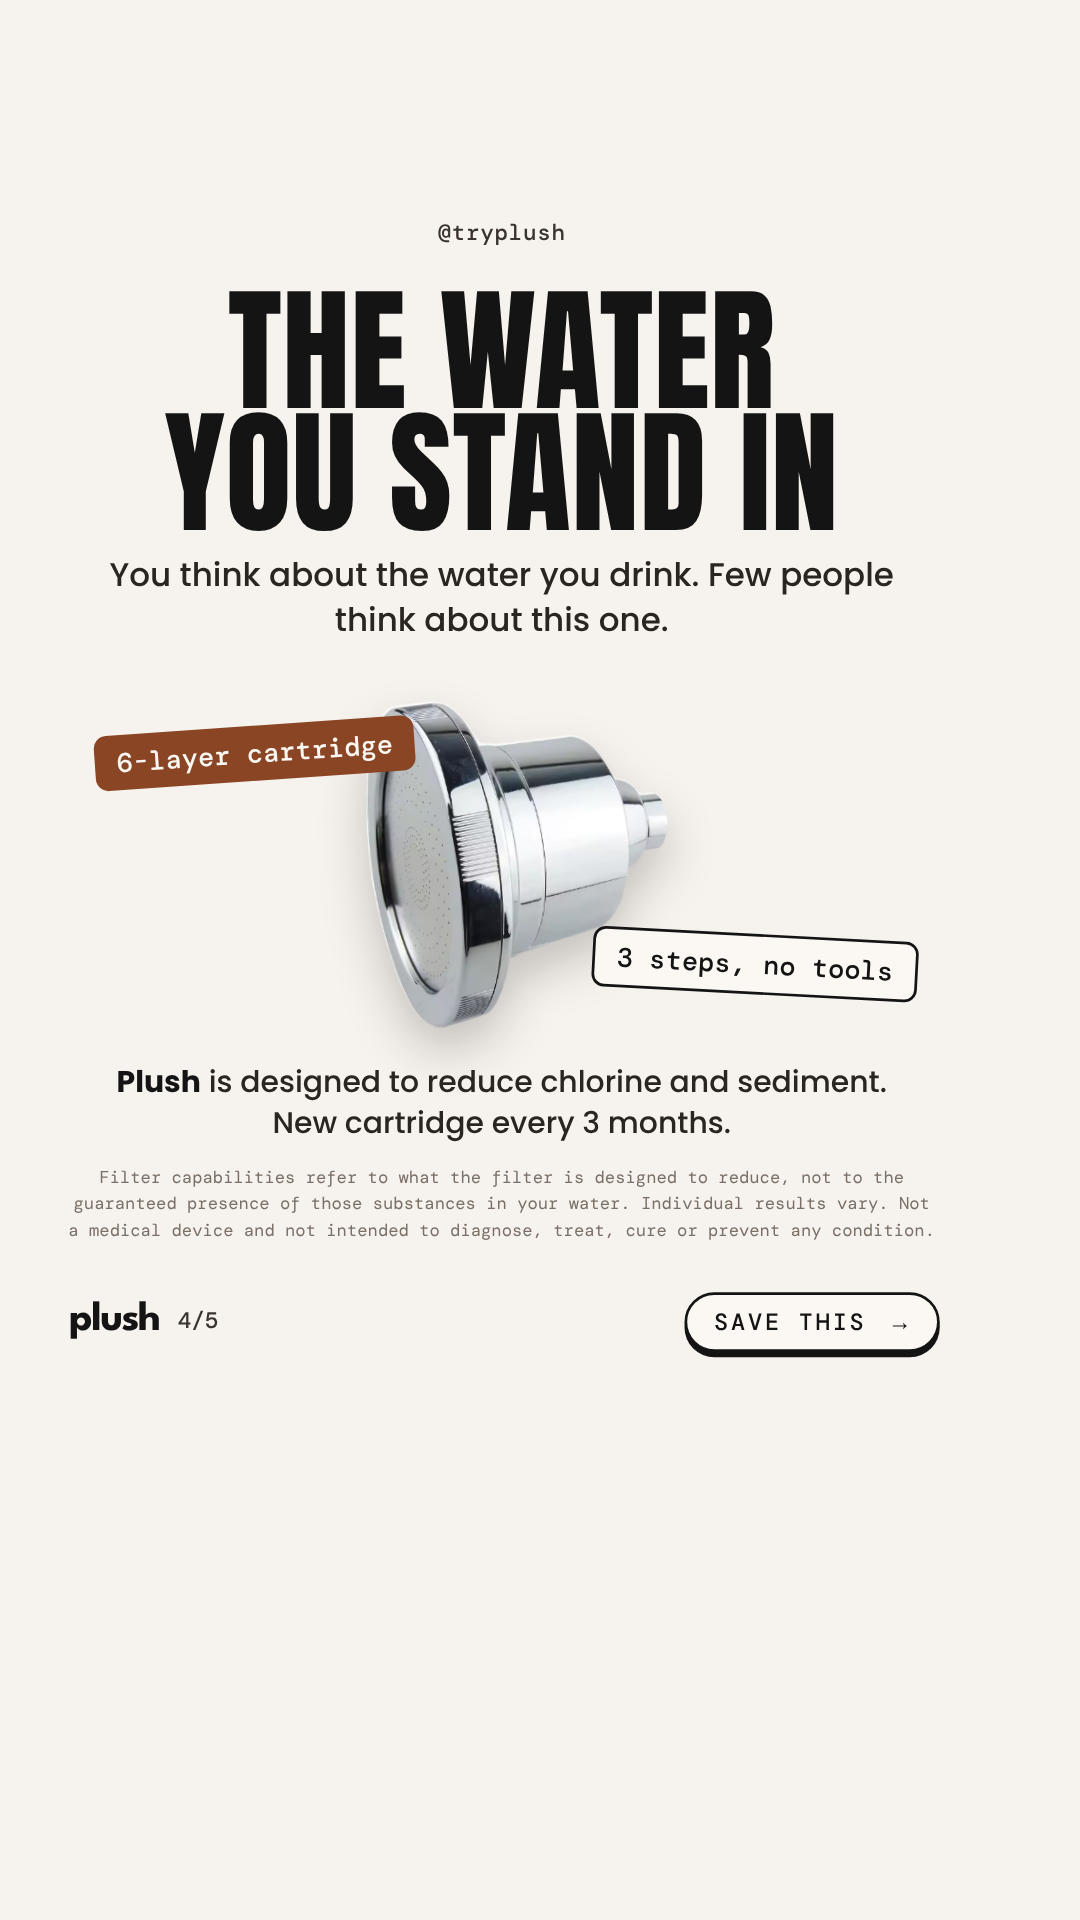 @tryplush
THE WATER
YOU STAND IN
You think about the water you drink. Few people
think about this one.
6-layer cartridge
3 steps, no tools
Plush is designed to reduce chlorine and sediment.
New cartridge every 3 months.
Filter capabilities refer to what the filter is designed to reduce, not to the
guaranteed presence of those substances in your water. Individual results vary. Not
a medical device and not intended to diagnose, treat, cure or prevent any condition.
plush 4/5
SAVE THIS →